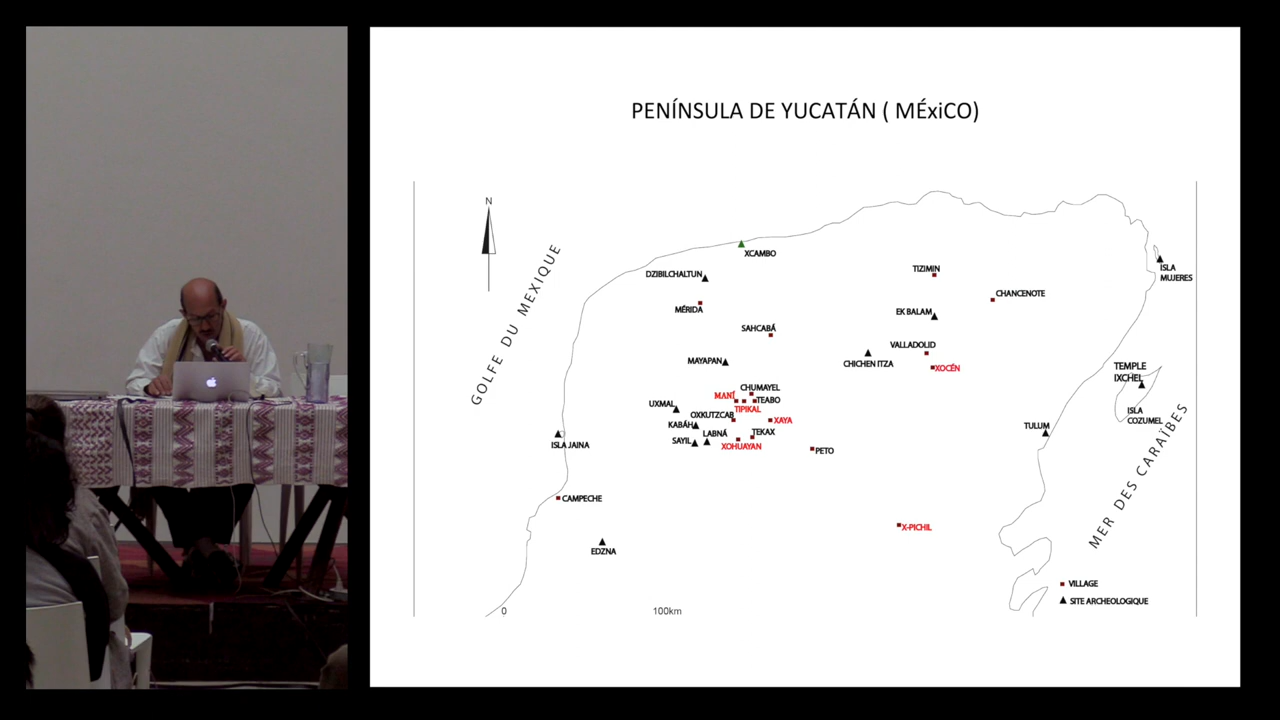 PENÍNSULA DE YUCATÁN ( MÉxiCO)
N
GOLFE DU MEXIQUE
XCAMBO
DZIBILCHALTUN
MÉRIDA
SAHCABÁ
TIZIMIN
CHANCENOTE
EK BALAM
VALLADOLID
CHICHEN ITZA
XOCÉN
ISLA
MUJERES
MAYAPAN
CHUMAYEL
MANÍ
TEABO
TIPIKAL
UXMAL
OXKUTZCAB
XAYA
KABÁH
LABNÁ
TEKAX
SAYIL
XOHUAYAN
PETO
ISLA JAINA
TEMPLE
IXCHEL
ISLA
COZUMEL
TULUM
MER DES CARAÏBES
CAMPECHE
X-PICHIL
EDZNA
VILLAGE
SITE ARCHEOLOGIQUE
0
100km